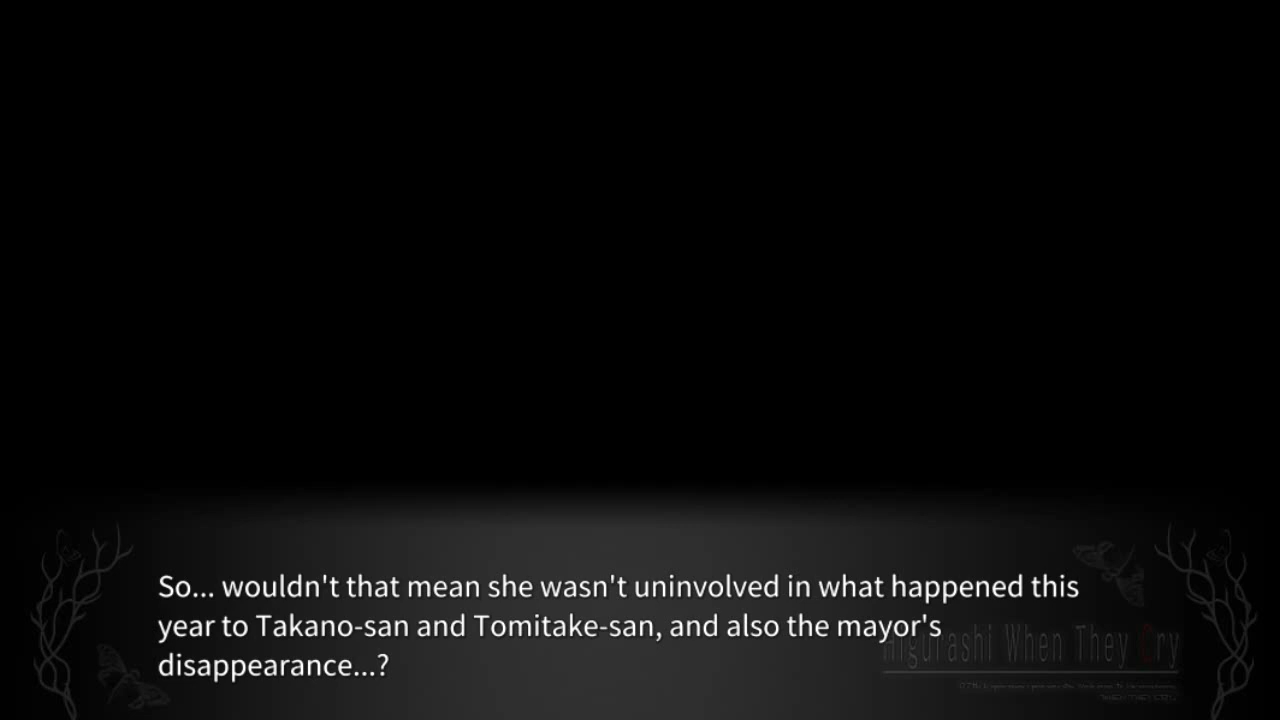 So... wouldn't that mean she wasn't uninvolved in what happened this
year to Takano-san and Tomitake-san, and also the mayor's
disappearance...?
Higurashi When They Cry